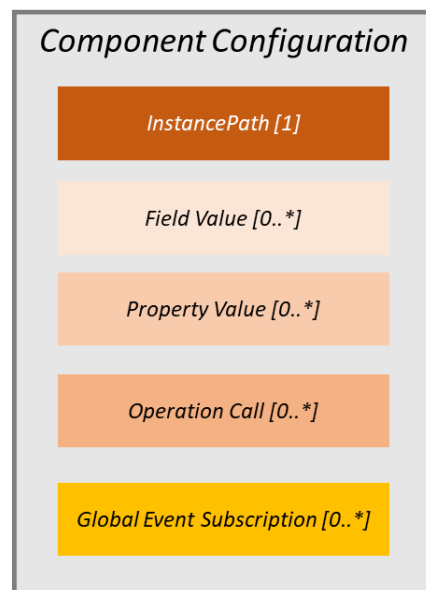 Component Configuration
InstancePath [1]
Field Value [0..*]
Property Value [0..*]
Operation Call [0..*]
Global Event Subscription [0..*]